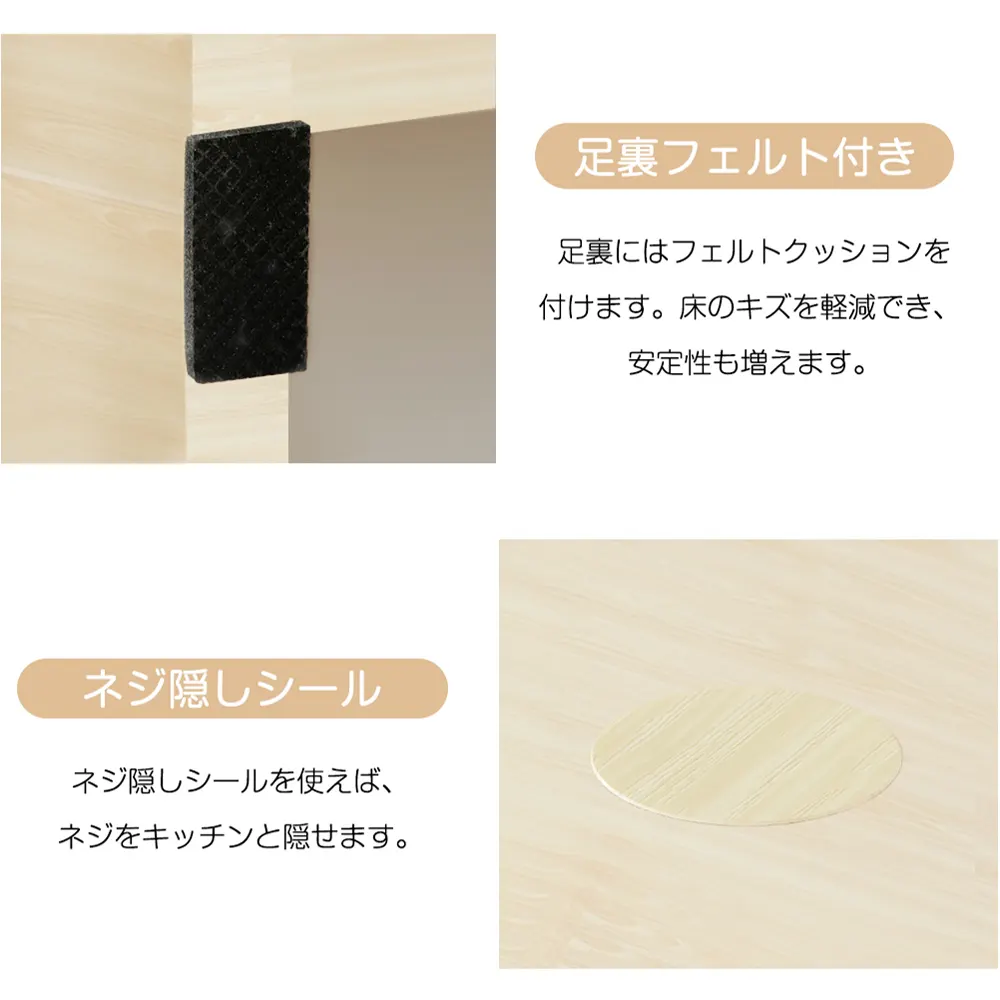 足裏フェルト付き
足裏にはフェルトクッションを
付けます。床のキズを軽減でき、
安定性も増えます。
ネジ隠しシール
ネジ隠しシールを使えば、
ネジをキッチンと隠せます。